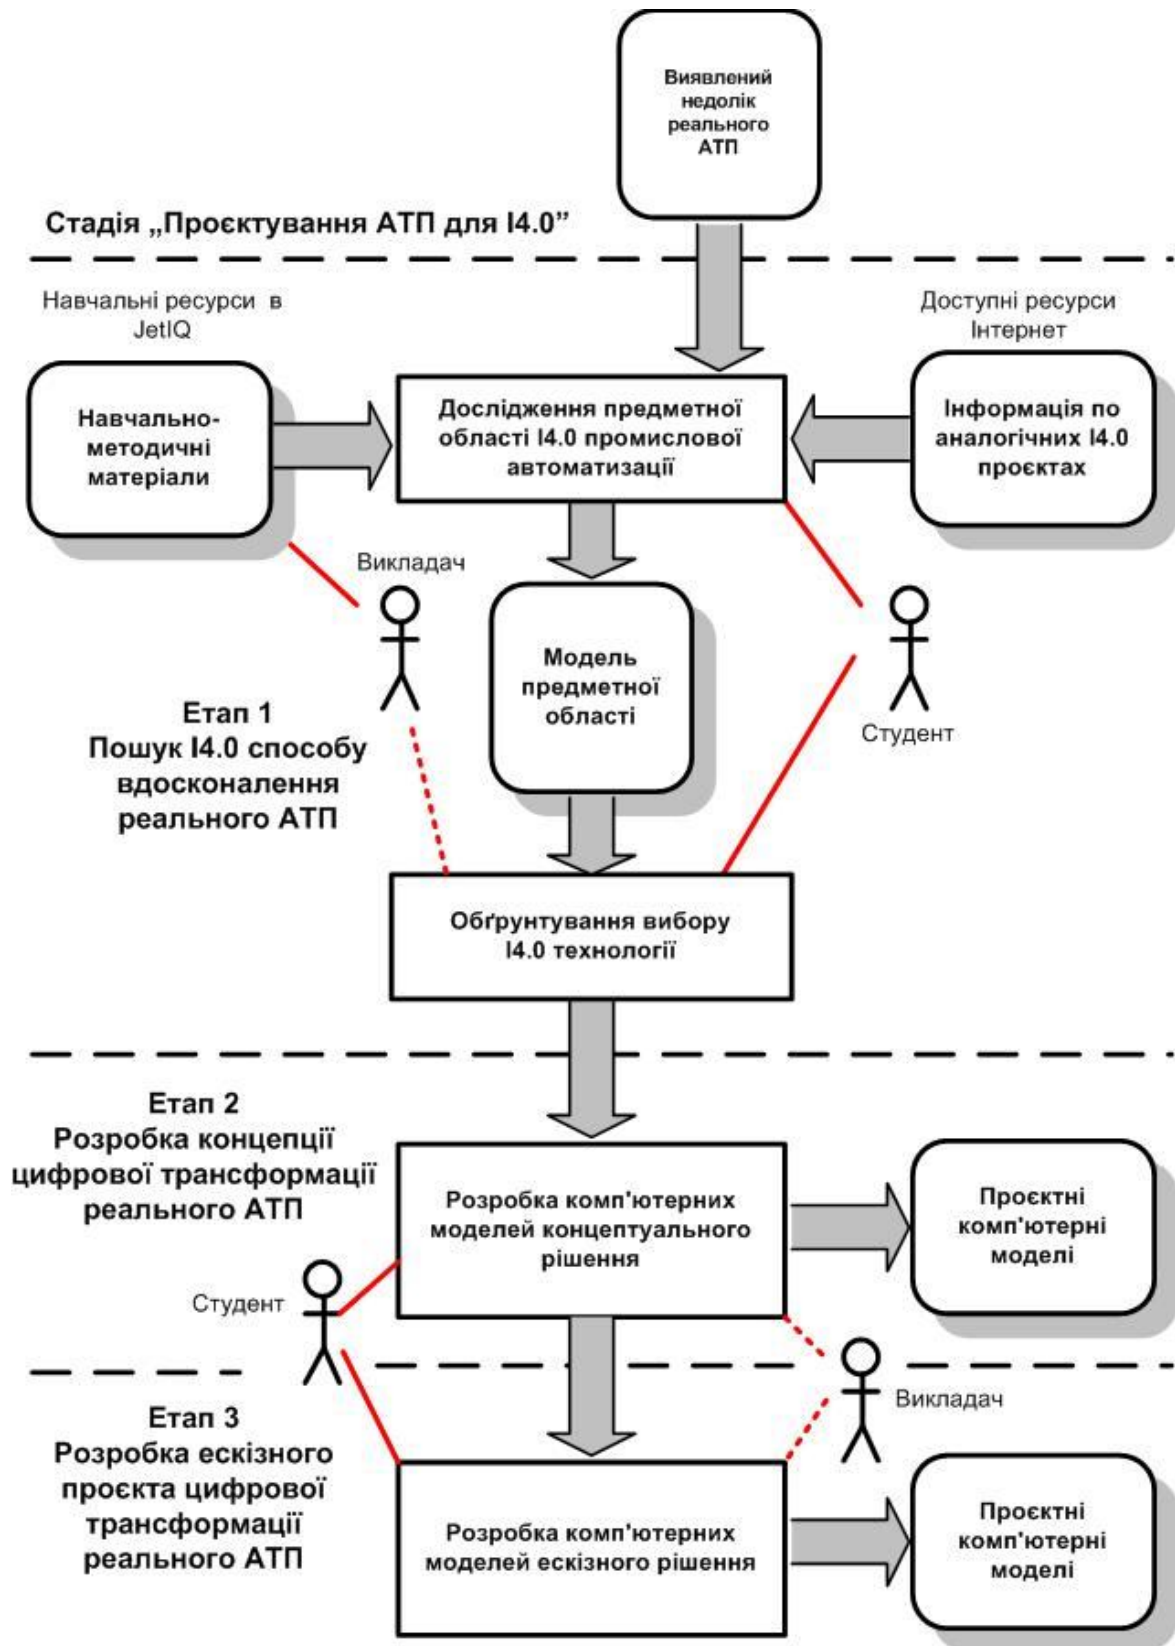 Виявлений
недолік
реального
АТП
Стадія „Проєктування АТП для І4.0”
Навчальні ресурси в
JetIQ
Доступні ресурси
Інтернет
Навчально-
методичні
матеріали
Дослідження предметної
області І4.0 промислової
автоматизації
Інформація по
аналогічних І4.0
проєктах
Викладач
Модель
предметної
області
Студент
Етап 1
Пошук І4.0 способу
вдосконалення
реального АТП
Обґрунтування вибору
І4.0 технології
Етап 2
Розробка концепції
цифрової трансформації
реального АТП
Розробка комп'ютерних
моделей концептуального
рішення
Проєктні
комп'ютерні
моделі
Студент
Викладач
Етап 3
Розробка ескізного
проєкта цифрової
трансформації
реального АТП
Розробка комп'ютерних
моделей ескізного рішення
Проєктні
комп'ютерні
моделі